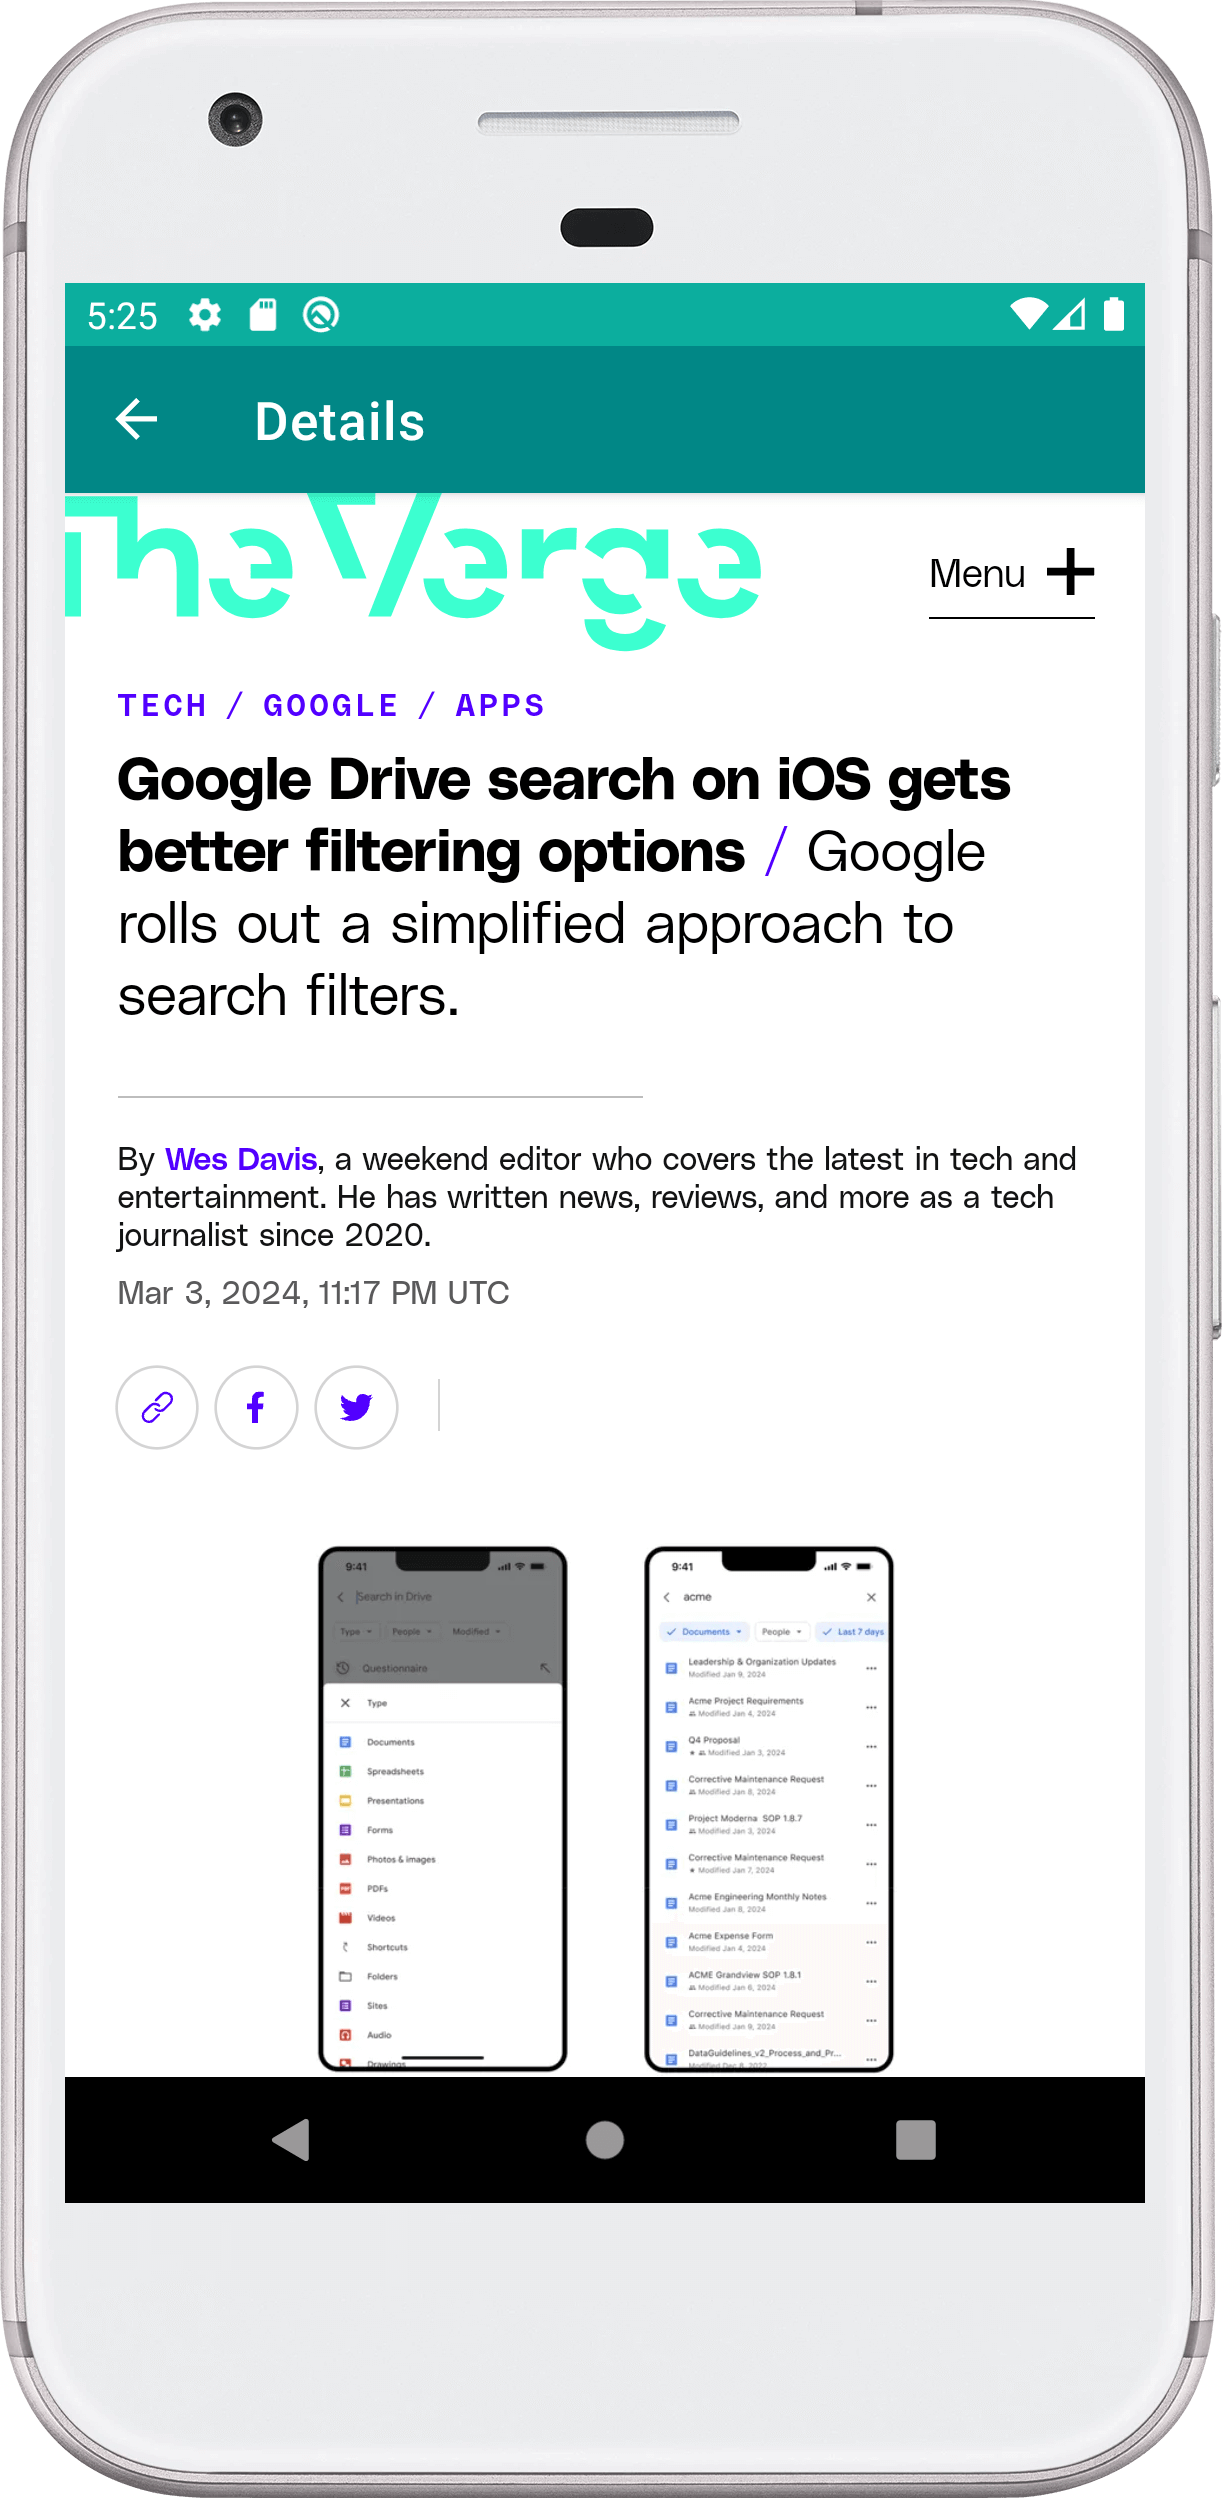 5:25
Details
The Verge
Menu
TECH / GOOGLE / APPS
Google Drive search on iOS gets
better filtering options / Google
rolls out a simplified approach to
search filters.
By Wes Davis, a weekend editor who covers the latest in tech and
entertainment. He has written news, reviews, and more as a tech
journalist since 2020.
Mar 3, 2024, 11:17 PM UTC
9:41
Search in Drive
Type People Modified
Questionnaire
Type
Documents
Spreadsheets
Presentations
Forms
Photos & images
PDFs
Videos
Shortcuts
Folders
Sites
Audio
Drawings
9:41
acme
Documents People Last 7 days
Leadership & Organization Updates
Modified Jan 9, 2024
Acme Project Requirements
Modified Jan 4, 2024
Q4 Proposal
Modified Jan 3, 2024
Corrective Maintenance Request
Modified Jan 8, 2024
Project Moderna SOP 1.8.7
Modified Jan 3, 2024
Corrective Maintenance Request
Modified Jan 7, 2024
Acme Engineering Monthly Notes
Modified Jan 8, 2024
Acme Expense Form
Modified Jan 4, 2024
ACME Grandview SOP 1.8.1
Modified Jan 6, 2024
Corrective Maintenance Request
Modified Jan 9, 2024
DataGuidelines_v2_Process_and_Pr...
Modified Dec 8, 2022